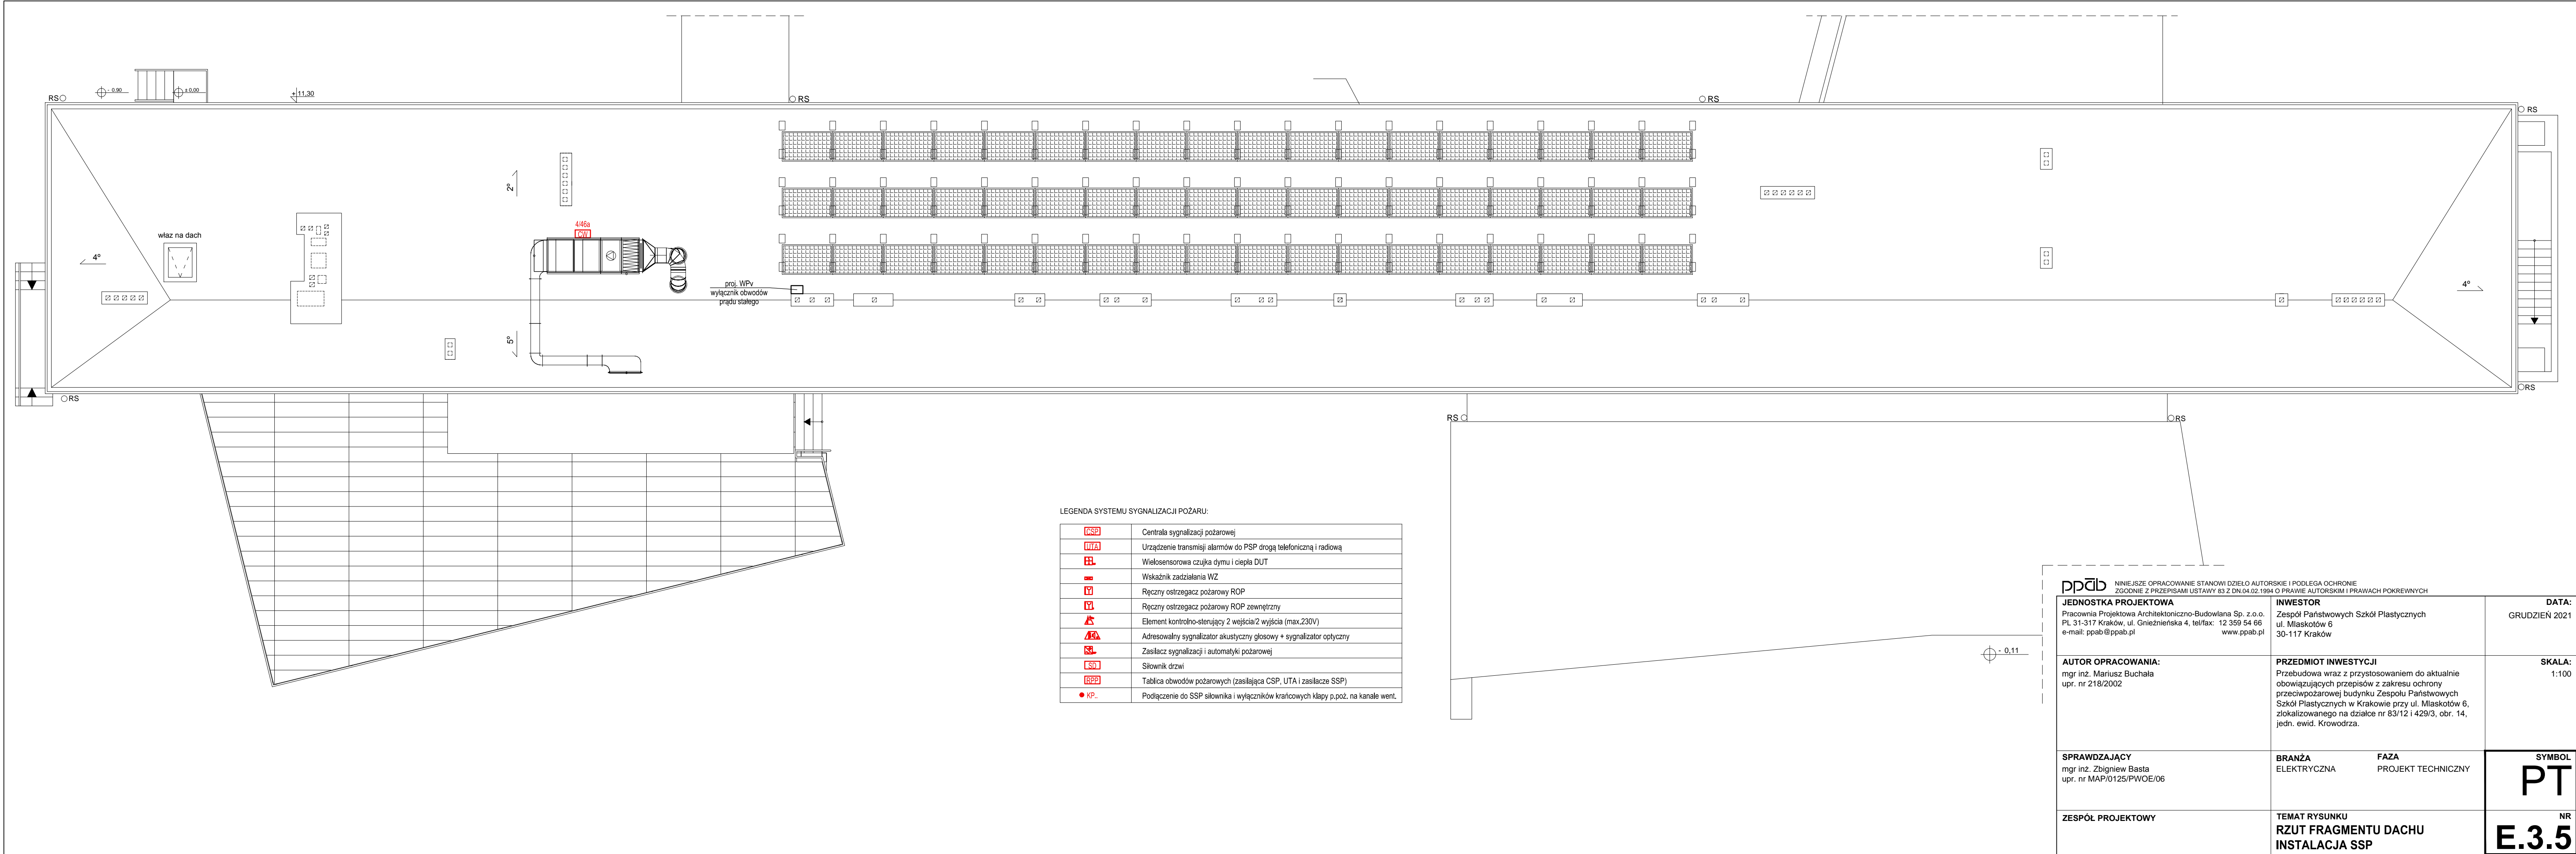 RS
- 0.90
± 0,00
+ 11,30
RS
RS
RS
2°
4/46a
CW
właz na dach
4°
proj. WPv
wyłącznik obwodów
prądu stałego
5°
4°
RS
RS
RS
RS
LEGENDA SYSTEMU SYGNALIZACJI POŻARU:
CSP Centrala sygnalizacji pożarowej
UTA Urządzenie transmisji alarmów do PSP drogą telefoniczną i radiową
Wielosensorowa czujka dymu i ciepła DUT
Wskaźnik zadziałania WZ
Ręczny ostrzegacz pożarowy ROP
Ręczny ostrzegacz pożarowy ROP zewnętrzny
Element kontrolno-sterujący 2 wejścia/2 wyjścia (max.230V)
Adresowalny sygnalizator akustyczny głosowy + sygnalizator optyczny
Zasilacz sygnalizacji i automatyki pożarowej
SD Siłownik drzwi
BPP Tablica obwodów pożarowych (zasilająca CSP, UTA i zasilacze SSP)
KP.. Podłączenie do SSP siłownika i wyłączników krańcowych klapy p.poż. na kanale went.
- 0,11
ppab
NINIEJSZE OPRACOWANIE STANOWI DZIEŁO AUTORSKIE I PODLEGA OCHRONIE
ZGODNIE Z PRZEPISAMI USTAWY 83 Z DN.04.02.1994 O PRAWIE AUTORSKIM I PRAWACH POKREWNYCH
JEDNOSTKA PROJEKTOWA
Pracownia Projektowa Architektoniczno-Budowlana Sp. z.o.o.
PL 31-317 Kraków, ul. Gnieźnieńska 4, tel/fax: 12 359 54 66
e-mail: ppab@ppab.pl www.ppab.pl
INWESTOR
Zespół Państwowych Szkół Plastycznych
ul. Mlaskotów 6
30-117 Kraków
DATA:
GRUDZIEŃ 2021
AUTOR OPRACOWANIA:
mgr inż. Mariusz Buchała
upr. nr 218/2002
PRZEDMIOT INWESTYCJI
Przebudowa wraz z przystosowaniem do aktualnie
obowiązujących przepisów z zakresu ochrony
przeciwpożarowej budynku Zespołu Państwowych
Szkół Plastycznych w Krakowie przy ul. Mlaskotów 6,
zlokalizowanego na działce nr 83/12 i 429/3, obr. 14,
jedn. ewid. Krowodrza.
SKALA:
1:100
SPRAWDZAJĄCY
mgr inż. Zbigniew Basta
upr. nr MAP/0125/PWOE/06
BRANŻA
ELEKTRYCZNA
FAZA
PROJEKT TECHNICZNY
SYMBOL
PT
ZESPÓŁ PROJEKTOWY
TEMAT RYSUNKU
RZUT FRAGMENTU DACHU
INSTALACJA SSP
NR
E.3.5